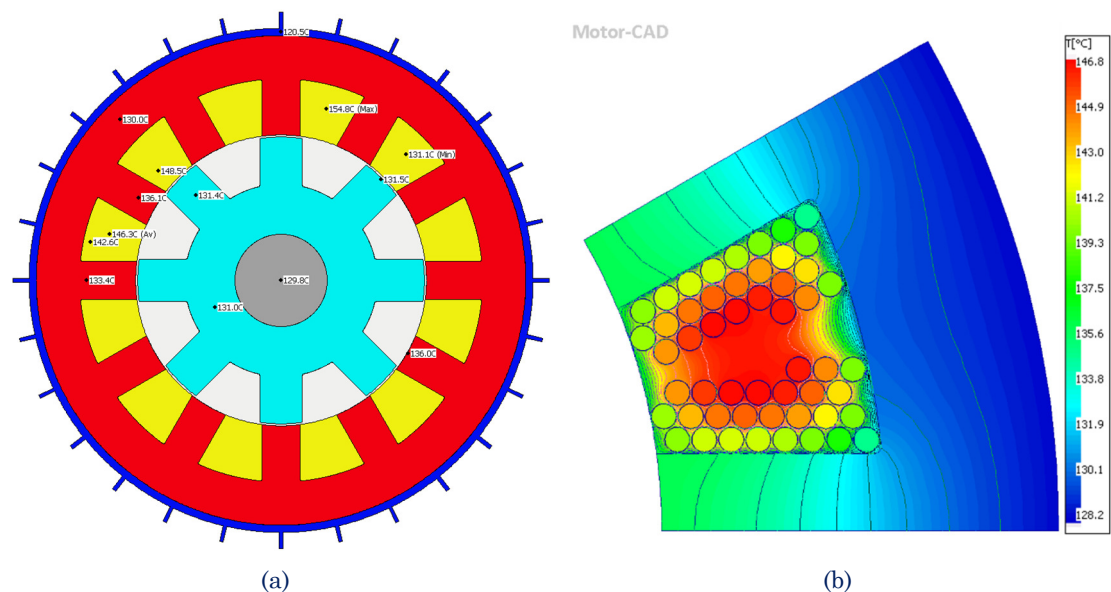 120.5C
154.8C (Max)
130.0C
131.1C (Min)
148.5C
131.5C
131.4C
136.1C
146.3C (Av)
142.6C
133.4C
129.8C
131.0C
136.0C
(a)
Motor-CAD
T[°C]
146.8
144.9
143.0
141.2
139.3
137.5
135.6
133.8
131.9
130.1
128.2
(b)